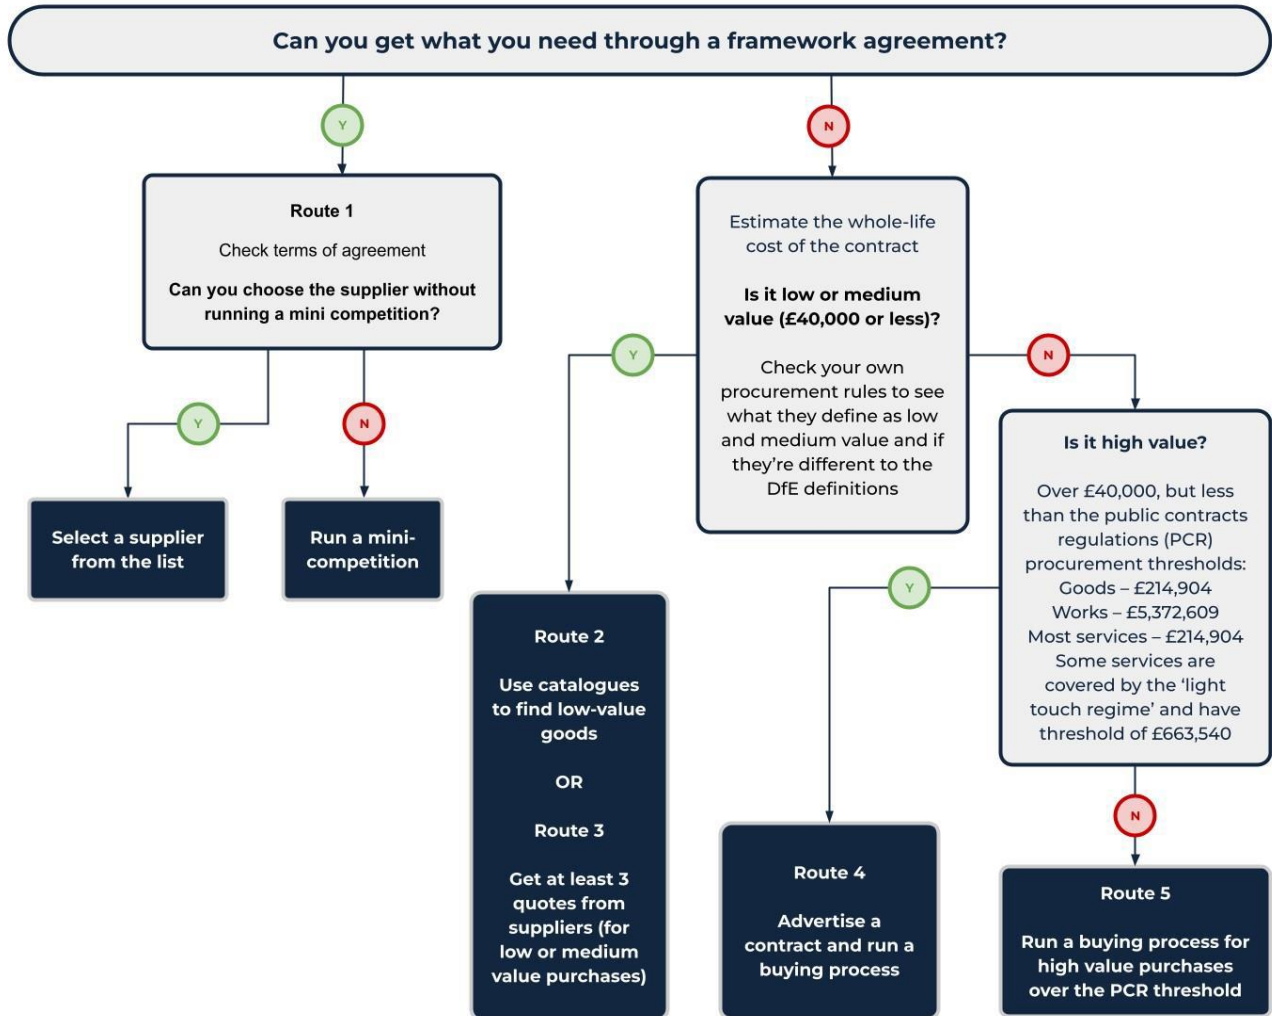 Can you get what you need through a framework agreement?
Y
N
Route 1
Check terms of agreement
Can you choose the supplier without
running a mini competition?
Y
N
Select a supplier
from the list
Run a mini-
competition
Estimate the whole-life
cost of the contract
Is it low or medium
value (£40,000 or less)?
Check your own
procurement rules to see
what they define as low
and medium value and if
they’re different to the
DfE definitions
Y
N
Route 2
Use catalogues
to find low-value
goods
OR
Route 3
Get at least 3
quotes from
suppliers (for
low or medium
value purchases)
Is it high value?
Over £40,000, but less
than the public contracts
regulations (PCR)
procurement thresholds:
Goods – £214,904
Works – £5,372,609
Most services – £214,904
Some services are
covered by the ‘light
touch regime’ and have
threshold of £663,540
Y
N
Route 4
Advertise a
contract and run a
buying process
Route 5
Run a buying process for
high value purchases
over the PCR threshold